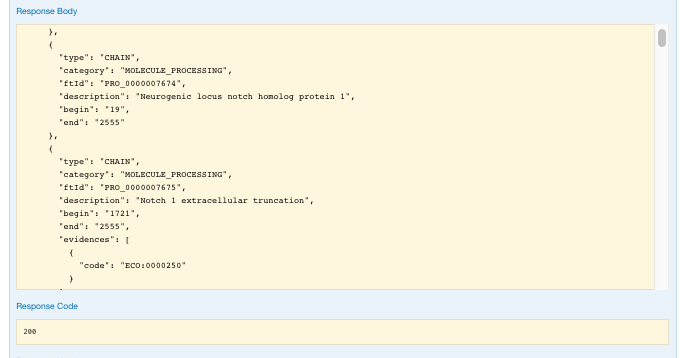 Response Body
},
{
"type": "CHAIN",
"category": "MOLECULE_PROCESSING",
"ftId": "PRO_0000007674",
"description": "Neurogenic locus notch homolog protein 1",
"begin": "19",
"end": "2555"
},
{
"type": "CHAIN",
"category": "MOLECULE_PROCESSING",
"ftId": "PRO_0000007675",
"description": "Notch 1 extracellular truncation",
"begin": "1721",
"end": "2555",
"evidences": [
{
"code": "ECO:0000250"
}
Response Code
200